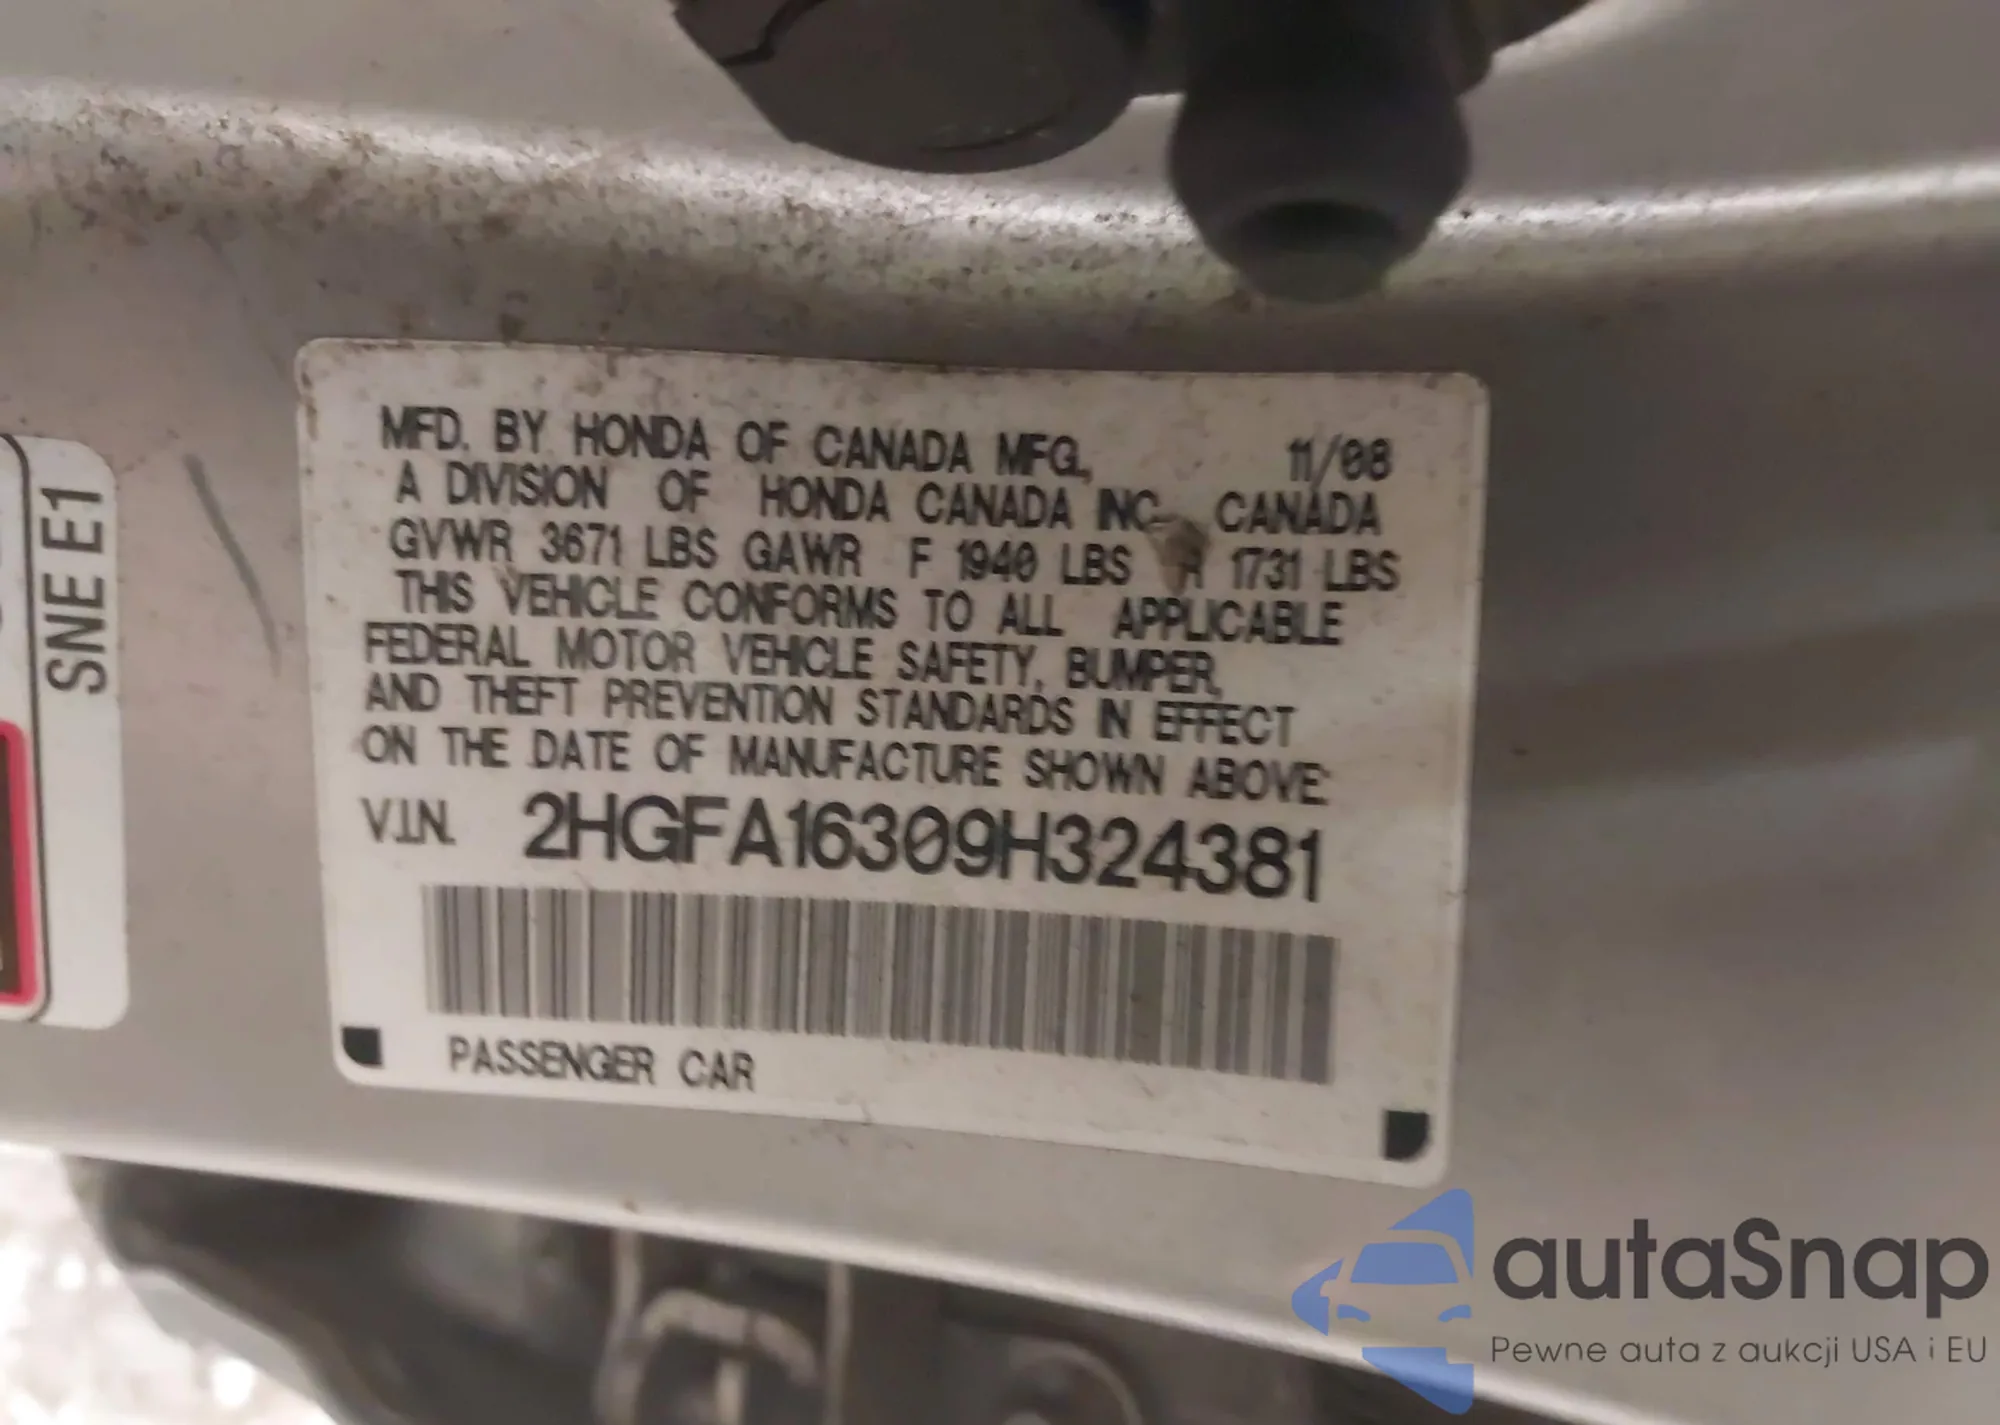 MFD. BY HONDA OF CANADA MFG., 11/08
A DIVISION OF HONDA CANADA INC. CANADA
GVWR 3671 LBS GAWR F 1940 LBS R 1731 LBS
THIS VEHICLE CONFORMS TO ALL APPLICABLE
FEDERAL MOTOR VEHICLE SAFETY, BUMPER,
AND THEFT PREVENTION STANDARDS IN EFFECT
ON THE DATE OF MANUFACTURE SHOWN ABOVE:
V.I.N. 2HGFA16309H324381
PASSENGER CAR
SNE E1
autaSnap
Pewne auta z aukcji USA i EU